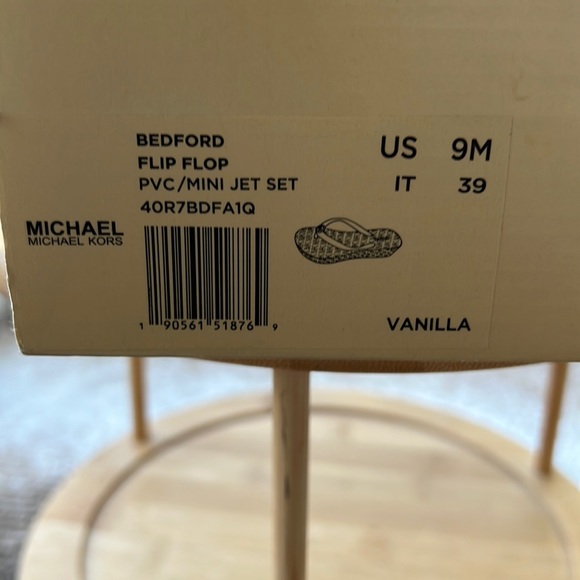 BEDFORD
FLIP FLOP
PVC/MINI JET SET
40R7BDFA1Q
US 9M
IT 39
MICHAEL
MICHAEL KORS
1 90561 51876 9
VANILLA